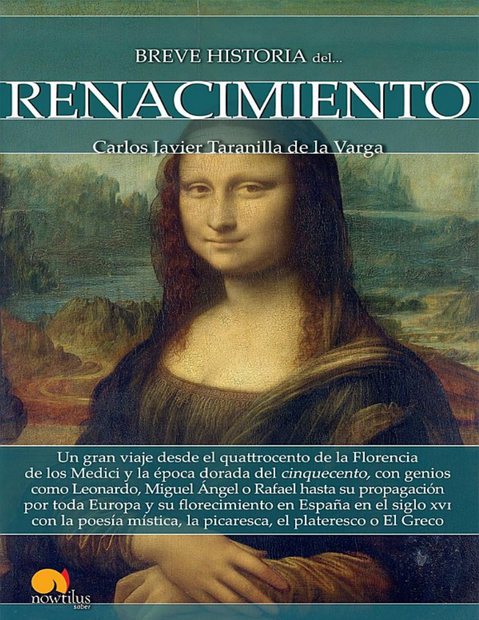 BREVE HISTORIA del...
RENACIMIENTO
Carlos Javier Taranilla de la Varga
Un gran viaje desde el quattrocento de la Florencia
de los Medici y la época dorada del cinquecento, con genios
como Leonardo, Miguel Ángel o Rafael hasta su propagación
por toda Europa y su florecimiento en España en el siglo XVI
con la poesía mística, la picaresca, el plateresco o El Greco
nowtilus
saber